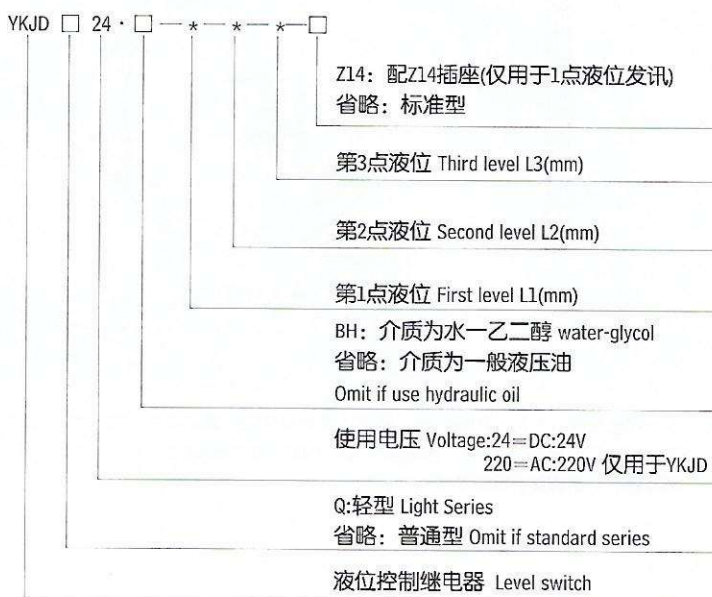 YKJD □ 24 · □ — * — * — * — □
Z14：配Z14插座(仅用于1点液位发讯)
省略：标准型
第3点液位 Third level L3(mm)
第2点液位 Second level L2(mm)
第1点液位 First level L1(mm)
BH：介质为水一乙二醇 water-glycol
省略：介质为一般液压油
Omit if use hydraulic oil
使用电压 Voltage:24=DC:24V
220=AC:220V 仅用于YKJD
Q:轻型 Light Series
省略：普通型 Omit if standard series
液位控制继电器 Level switch